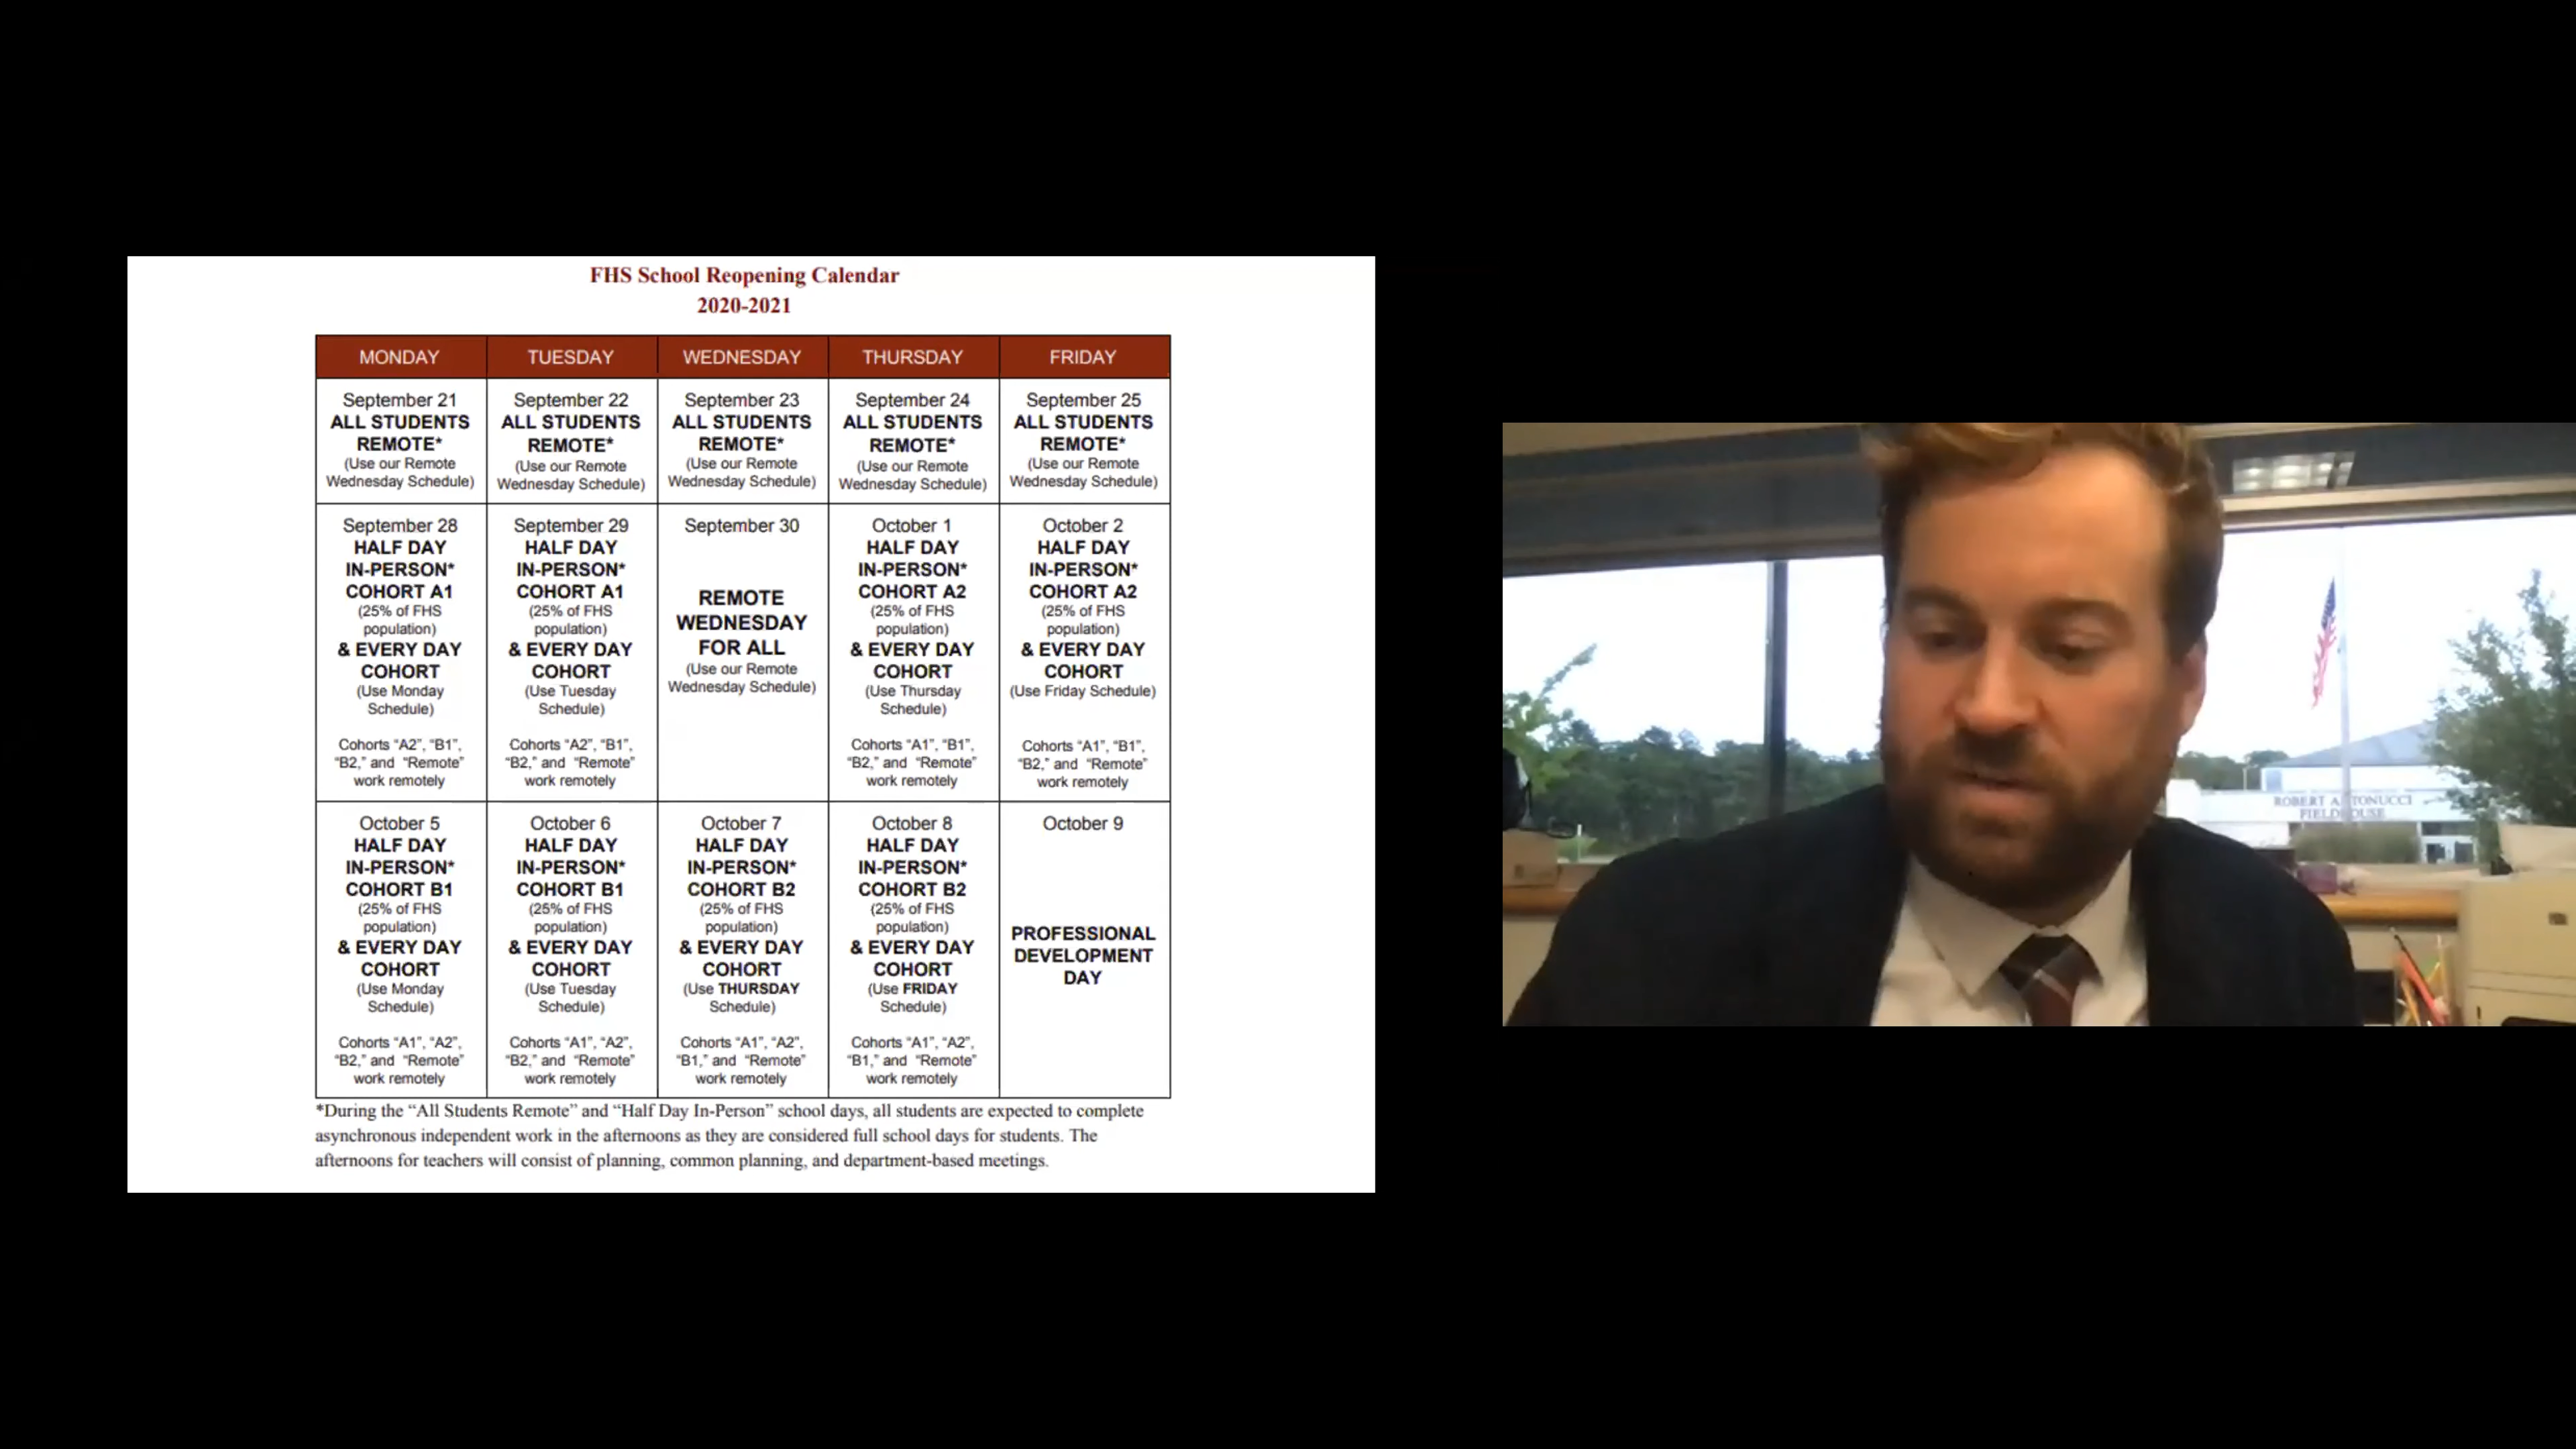 FHS School Reopening Calendar
2020-2021
MONDAY
TUESDAY
WEDNESDAY
THURSDAY
FRIDAY
September 21
ALL STUDENTS
REMOTE*
(Use our Remote
Wednesday Schedule)
September 22
ALL STUDENTS
REMOTE*
(Use our Remote
Wednesday Schedule)
September 23
ALL STUDENTS
REMOTE*
(Use our Remote
Wednesday Schedule)
September 24
ALL STUDENTS
REMOTE*
(Use our Remote
Wednesday Schedule)
September 25
ALL STUDENTS
REMOTE*
(Use our Remote
Wednesday Schedule)
September 28
HALF DAY
IN-PERSON*
COHORT A1
(25% of FHS
population)
& EVERY DAY
COHORT
(Use Monday
Schedule)
Cohorts “A2”, “B1”,
“B2,” and “Remote”
work remotely
September 29
HALF DAY
IN-PERSON*
COHORT A1
(25% of FHS
population)
& EVERY DAY
COHORT
(Use Tuesday
Schedule)
Cohorts “A2”, “B1”,
“B2,” and “Remote”
work remotely
September 30
REMOTE
WEDNESDAY
FOR ALL
(Use our Remote
Wednesday Schedule)
October 1
HALF DAY
IN-PERSON*
COHORT A2
(25% of FHS
population)
& EVERY DAY
COHORT
(Use Thursday
Schedule)
Cohorts “A1”, “B1”,
“B2,” and “Remote”
work remotely
October 2
HALF DAY
IN-PERSON*
COHORT A2
(25% of FHS
population)
& EVERY DAY
COHORT
(Use Friday Schedule)
Cohorts “A1”, “B1”,
“B2,” and “Remote”
work remotely
October 5
HALF DAY
IN-PERSON*
COHORT B1
(25% of FHS
population)
& EVERY DAY
COHORT
(Use Monday
Schedule)
Cohorts “A1”, “A2”,
“B2,” and “Remote”
work remotely
October 6
HALF DAY
IN-PERSON*
COHORT B1
(25% of FHS
population)
& EVERY DAY
COHORT
(Use Tuesday
Schedule)
Cohorts “A1”, “A2”,
“B2,” and “Remote”
work remotely
October 7
HALF DAY
IN-PERSON*
COHORT B2
(25% of FHS
population)
& EVERY DAY
COHORT
(Use THURSDAY
Schedule)
Cohorts “A1”, “A2”,
“B1,” and “Remote”
work remotely
October 8
HALF DAY
IN-PERSON*
COHORT B2
(25% of FHS
population)
& EVERY DAY
COHORT
(Use FRIDAY
Schedule)
Cohorts “A1”, “A2”,
“B1,” and “Remote”
work remotely
October 9
PROFESSIONAL
DEVELOPMENT
DAY
*During the “All Students Remote” and “Half Day In-Person” school days, all students are expected to complete
asynchronous independent work in the afternoons as they are considered full school days for students. The
afternoons for teachers will consist of planning, common planning, and department-based meetings.
ROBERT ANTONUCCI
FIELDHOUSE